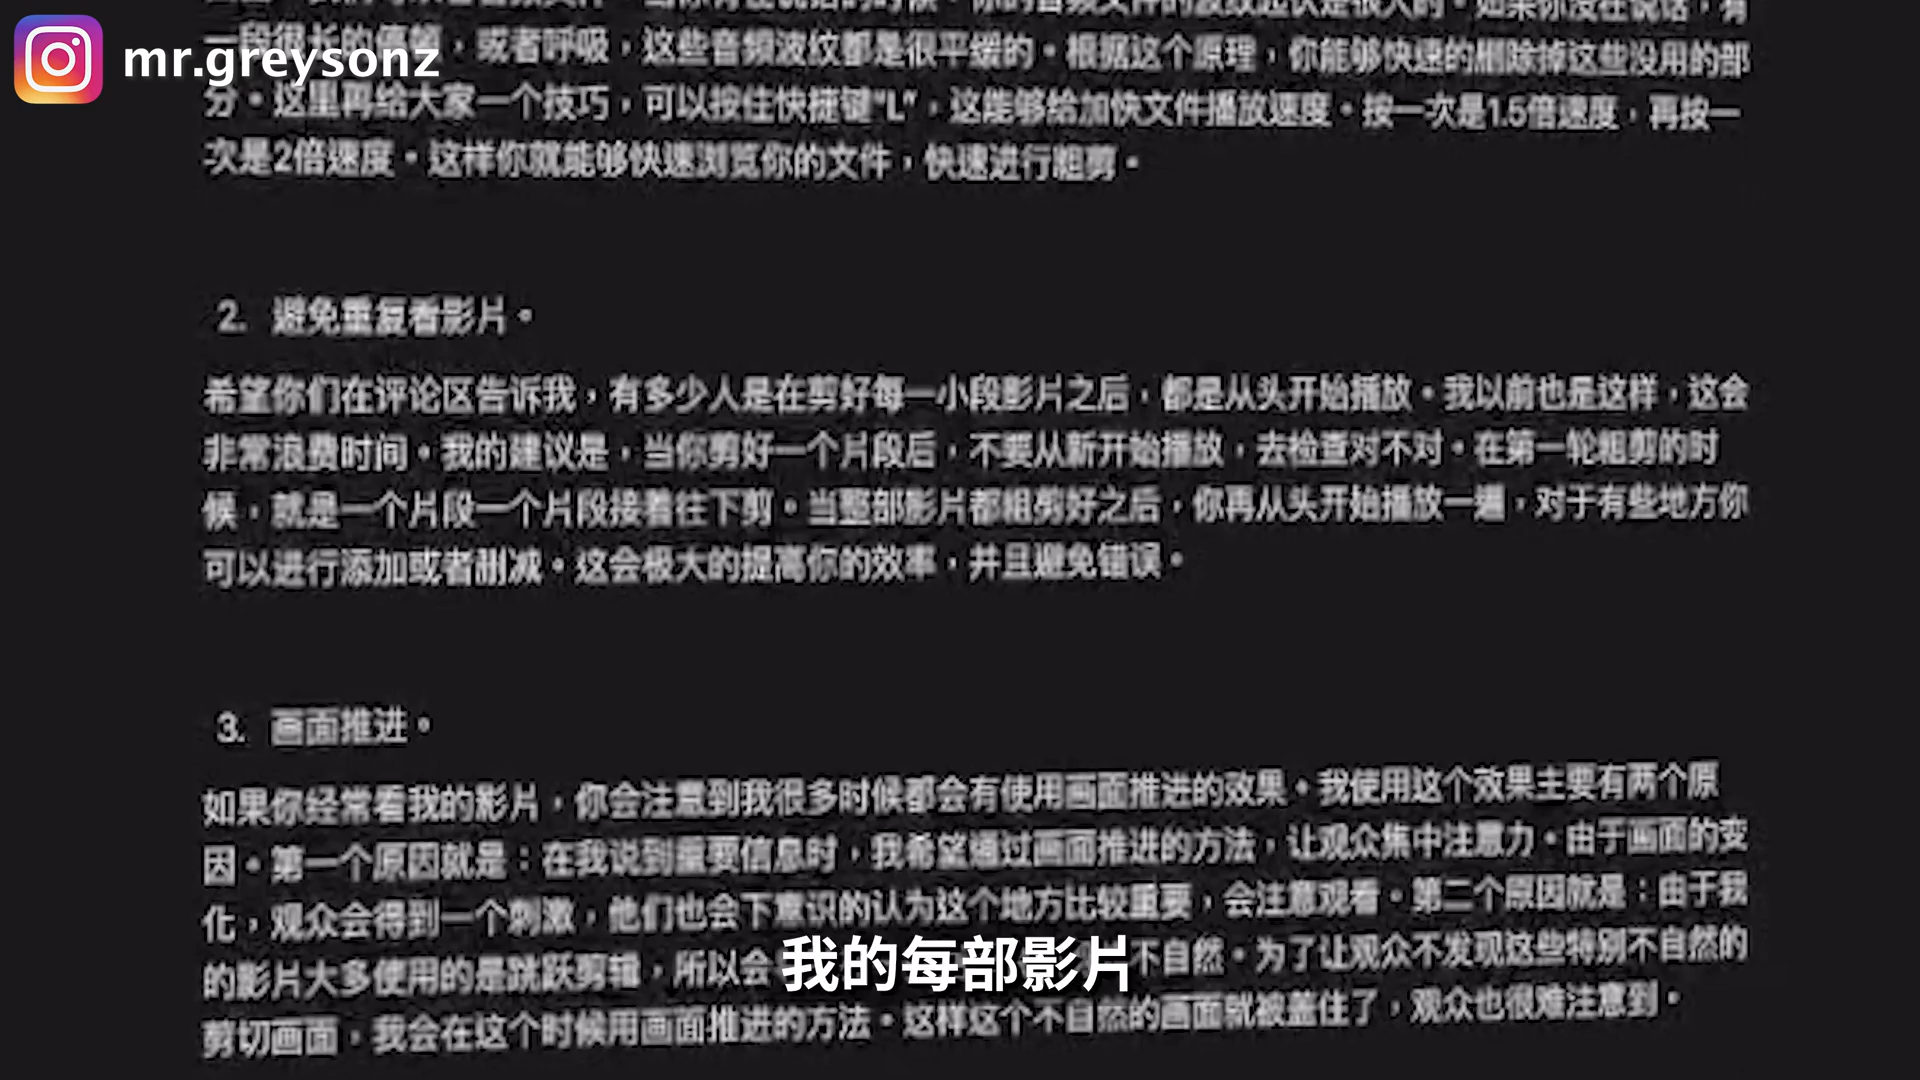 mr.greysonz
一段很长的停顿，或者呼吸，这些音频波纹都是很平缓的。根据这个原理，你能够快速的删除掉这些没用的部
分。这里再给大家一个技巧，可以按住快捷键“L”，这能够给加快文件播放速度。按一次是1.5倍速度，再按一
次是2倍速度。这样你就能够快速浏览你的文件，快速进行粗剪。
2. 避免重复看影片。
希望你们在评论区告诉我，有多少人是在剪好每一小段影片之后，都是从头开始播放。我以前也是这样，这会
非常浪费时间。我的建议是，当你剪好一个片段后，不要从新开始播放，去检查对不对。在第一轮粗剪的时
候，就是一个片段一个片段接着往下剪。当整部影片都粗剪好之后，你再从头开始播放一遍，对于有些地方你
可以进行添加或者删减。这会极大的提高你的效率，并且避免错误。
3. 画面推进。
如果你经常看我的影片，你会注意到我很多时候都会有使用画面推进的效果。我使用这个效果主要有两个原
因。第一个原因就是：在我说到重要信息时，我希望通过画面推进的方法，让观众集中注意力。由于画面的变
化，观众会得到一个刺激，他们也会下意识的认为这个地方比较重要，会注意观看。第二个原因就是：由于我
的影片大多使用的是跳跃剪辑，所以会 不自然。为了让观众不发现这些特别不自然的
我的每部影片
剪切画面，我会在这个时候用画面推进的方法。这样这个不自然的画面就被盖住了，观众也很难注意到。